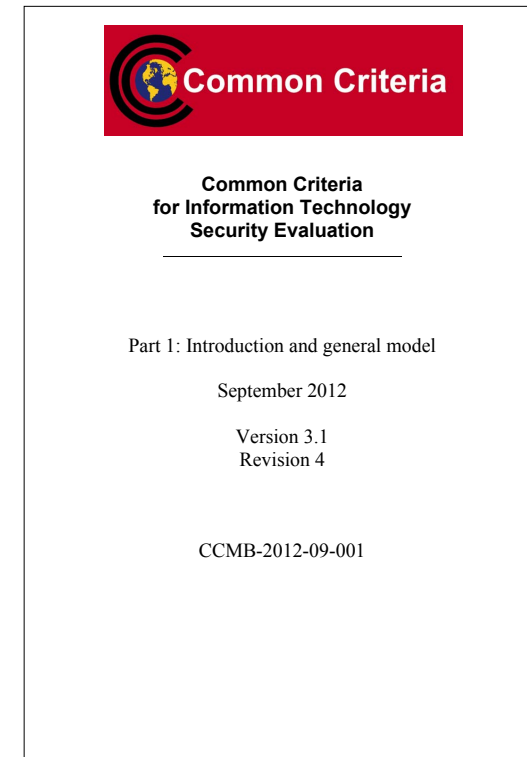 Common Criteria
Common Criteria
for Information Technology
Security Evaluation
Part 1: Introduction and general model
September 2012
Version 3.1
Revision 4
CCMB-2012-09-001